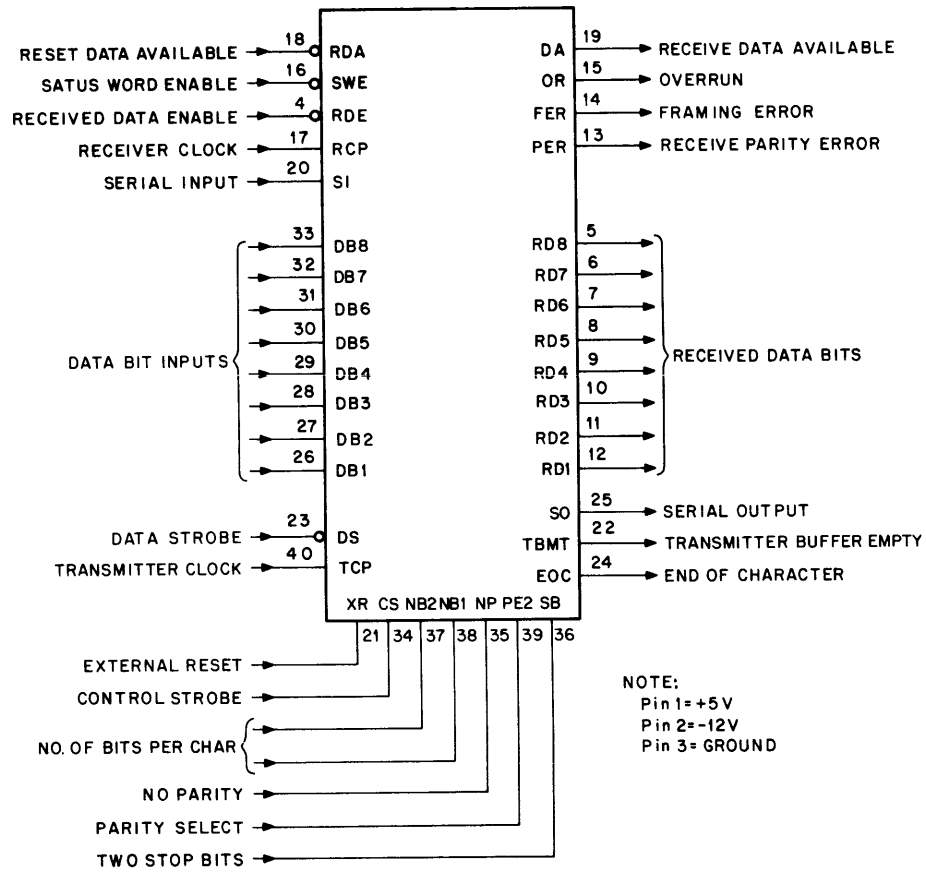 RESET DATA AVAILABLE 18 RDA
SATUS WORD ENABLE 16 SWE
RECEIVED DATA ENABLE 4 RDE
RECEIVER CLOCK 17 RCP
SERIAL INPUT 20 SI
DA 19 RECEIVE DATA AVAILABLE
OR 15 OVERRUN
FER 14 FRAMING ERROR
PER 13 RECEIVE PARITY ERROR
DATA BIT INPUTS
33 DB8
32 DB7
31 DB6
30 DB5
29 DB4
28 DB3
27 DB2
26 DB1
RD8 5
RD7 6
RD6 7
RD5 8
RD4 9
RD3 10
RD2 11
RD1 12
RECEIVED DATA BITS
DATA STROBE 23 DS
TRANSMITTER CLOCK 40 TCP
SO 25 SERIAL OUTPUT
TBMT 22 TRANSMITTER BUFFER EMPTY
EOC 24 END OF CHARACTER
XR CS NB2 NB1 NP PE2 SB
21 34 37 38 35 39 36
EXTERNAL RESET
CONTROL STROBE
NO. OF BITS PER CHAR
NO PARITY
PARITY SELECT
TWO STOP BITS
NOTE:
Pin 1= +5V
Pin 2=-12V
Pin 3= GROUND